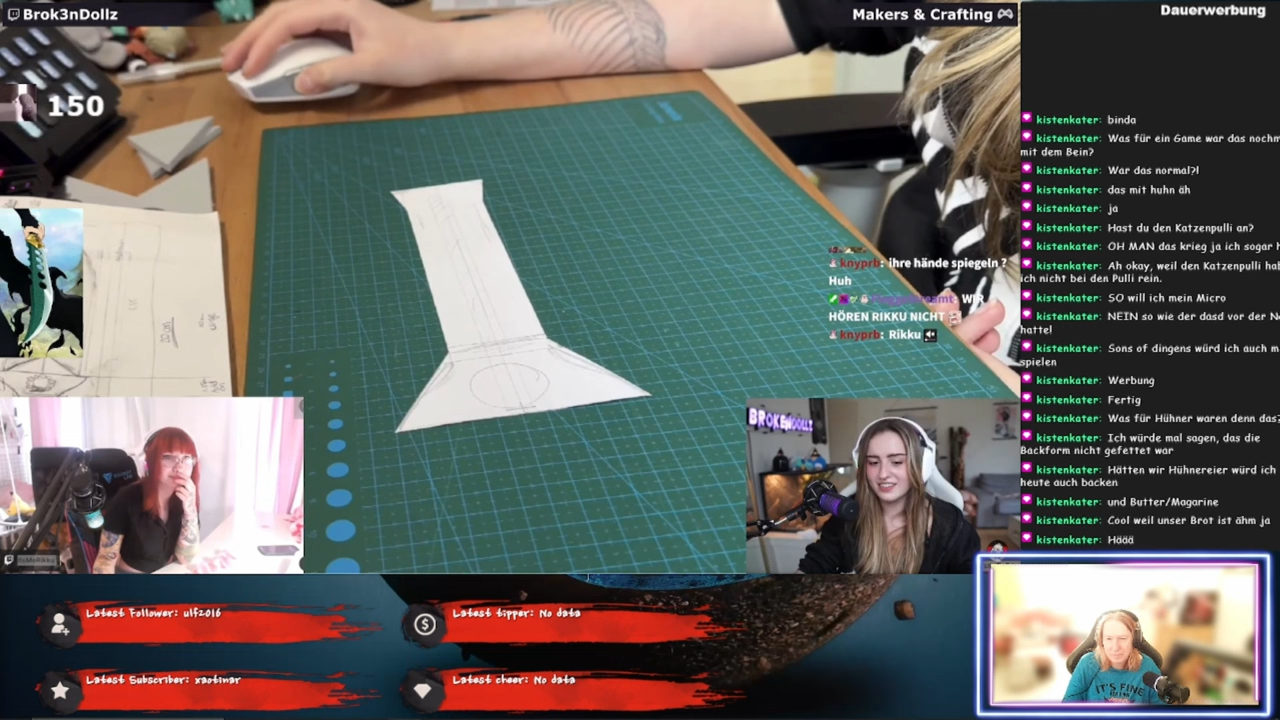 Brok3nDollz
Makers & Crafting
Dauerwerbung
150
knyprb: ihre hände spiegeln ?
Huh
WIR
HÖREN RIKKU NICHT
knyprb: Rikku
kistenkater: binda
kistenkater: Was für ein Game war das nochm
mit dem Bein?
kistenkater: War das normal?!
kistenkater: das mit huhn äh
kistenkater: ja
kistenkater: Hast du den Katzenpulli an?
kistenkater: OH MAN das krieg ja ich sogar
kistenkater: Ah okay, weil den Katzenpulli hab
ich nicht bei den Pulli rein.
kistenkater: SO will ich mein Micro
kistenkater: NEIN so wie der dasd vor der
hatte!
kistenkater: Sons of dingens würd ich auch m
spielen
kistenkater: Werbung
kistenkater: Fertig
kistenkater: Was für Hühner waren denn das?
kistenkater: Ich würde mal sagen, das die
Backform nicht gefettet war
kistenkater: Hätten wir Hühnereier würd ich
heute auch backen
kistenkater: und Butter/Magarine
kistenkater: Cool weil unser Brot ist ähm ja
kistenkater: Häää
BROKENDOLLZ
Latest Follower: ulf2016
Latest tipper: No data
Latest Subscriber: xaotinar
Latest cheer: No data
IT'S FINE